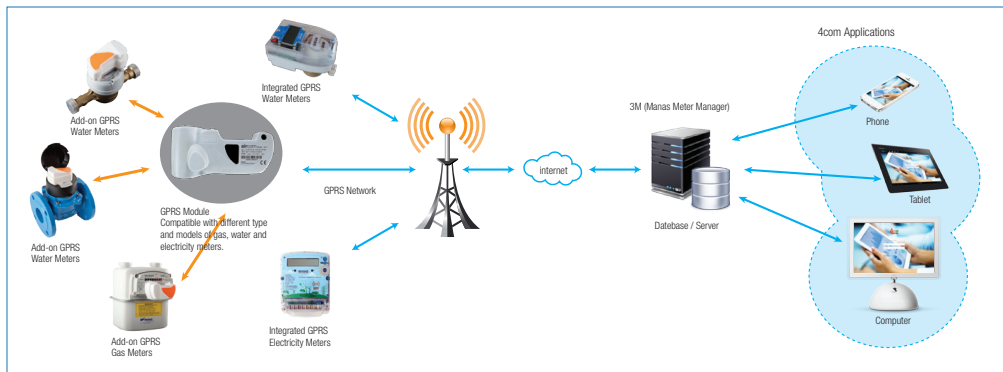 4com Applications
Integrated GPRS
Water Meters
Add-on GPRS
Water Meters
3M (Manas Meter Manager)
Phone
internet
GPRS Network
GPRS Module
Compatible with different type
and models of gas, water and
electricity meters.
Add-on GPRS
Water Meters
Datebase / Server
Tablet
Add-on GPRS
Gas Meters
Integrated GPRS
Electricity Meters
Computer